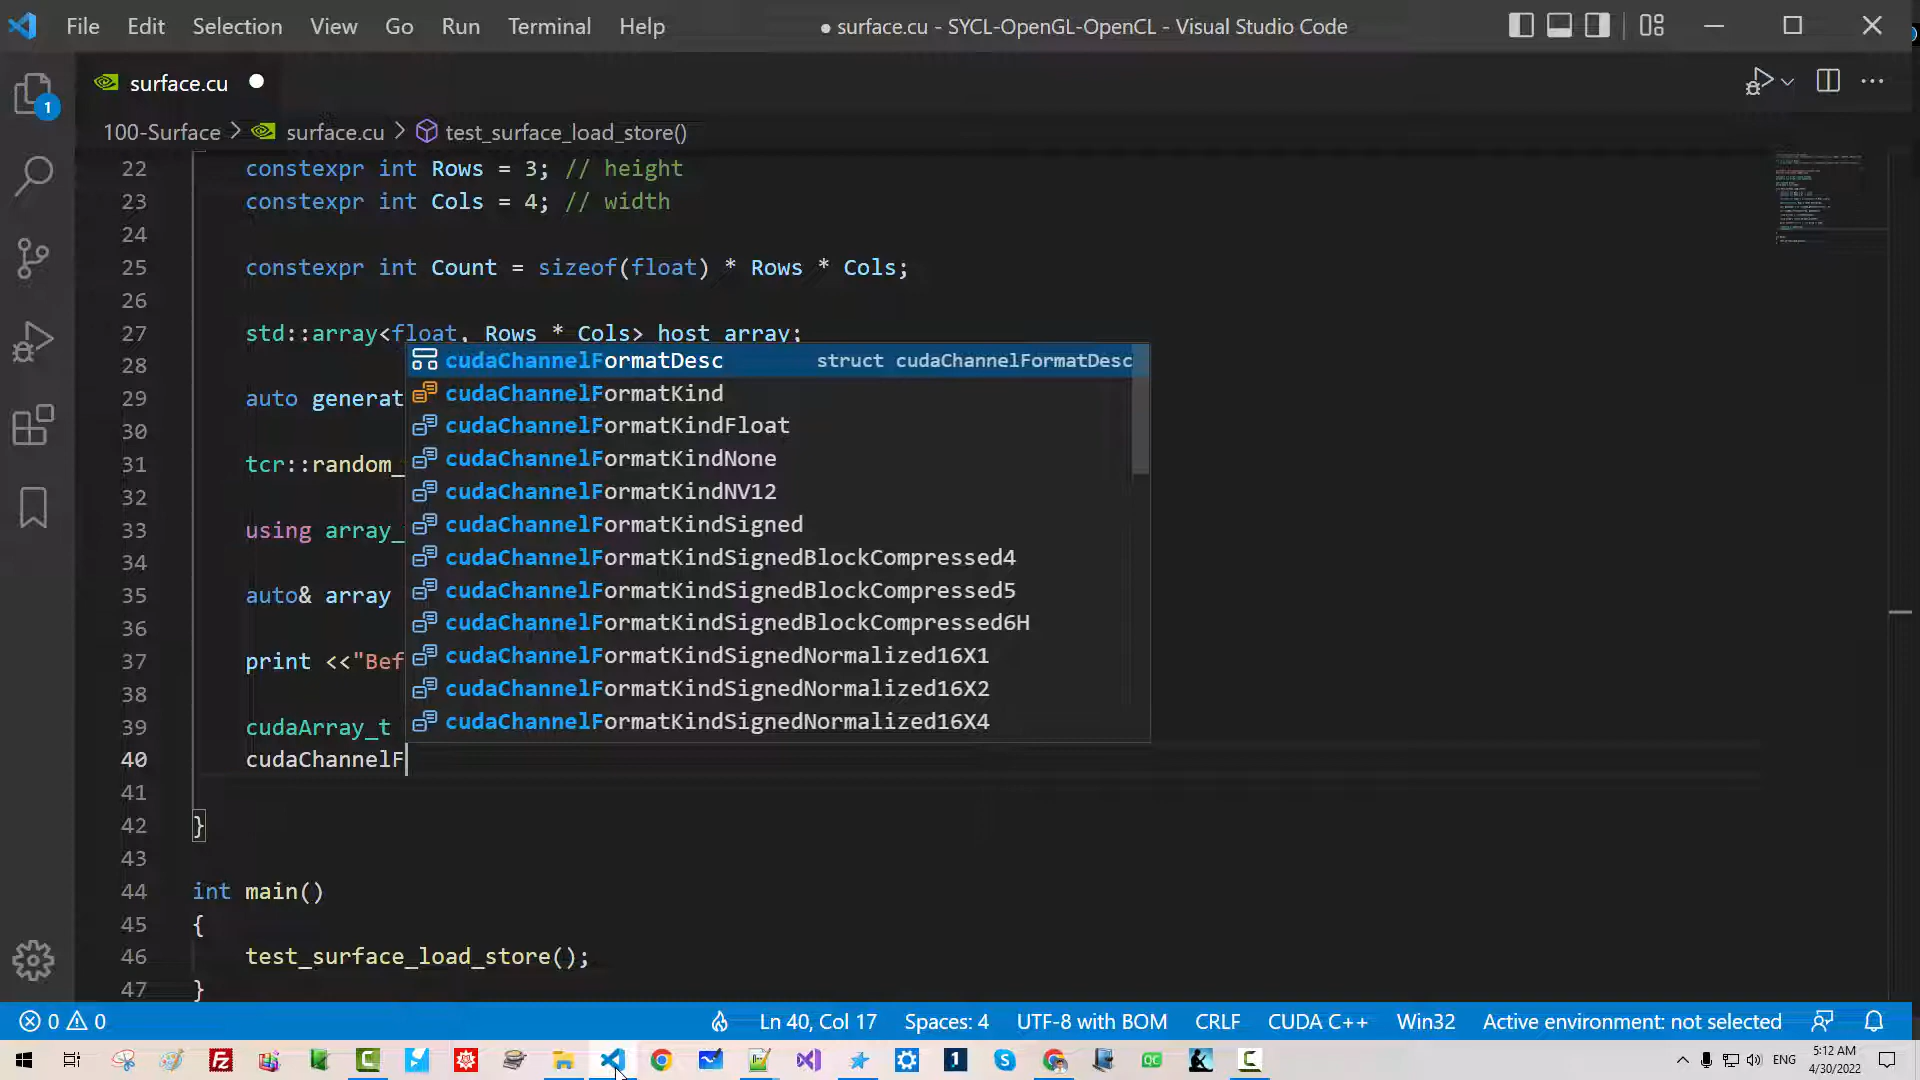 File Edit Selection View Go Run Terminal Help ● surface.cu - SYCL-OpenGL-OpenCL - Visual Studio Code
surface.cu
100-Surface > surface.cu > test_surface_load_store()
22 constexpr int Rows = 3; // height
23 constexpr int Cols = 4; // width
24
25 constexpr int Count = sizeof(float) * Rows * Cols;
26
27 std::array<float, Rows * Cols> host_array;
28
29 auto generat
30
31 tcr::random_
32
33 using array_
34
35 auto& array
36
37 print <<"Bef
38
39 cudaArray_t
40 cudaChannelF
41
42 }
43
44 int main()
45 {
46 test_surface_load_store();
47 }
cudaChannelFormatDesc struct cudaChannelFormatDesc
cudaChannelFormatKind
cudaChannelFormatKindFloat
cudaChannelFormatKindNone
cudaChannelFormatKindNV12
cudaChannelFormatKindSigned
cudaChannelFormatKindSignedBlockCompressed4
cudaChannelFormatKindSignedBlockCompressed5
cudaChannelFormatKindSignedBlockCompressed6H
cudaChannelFormatKindSignedNormalized16X1
cudaChannelFormatKindSignedNormalized16X2
cudaChannelFormatKindSignedNormalized16X4
1
0 0 Ln 40, Col 17 Spaces: 4 UTF-8 with BOM CRLF CUDA C++ Win32 Active environment: not selected
ENG 5:12 AM
4/30/2022